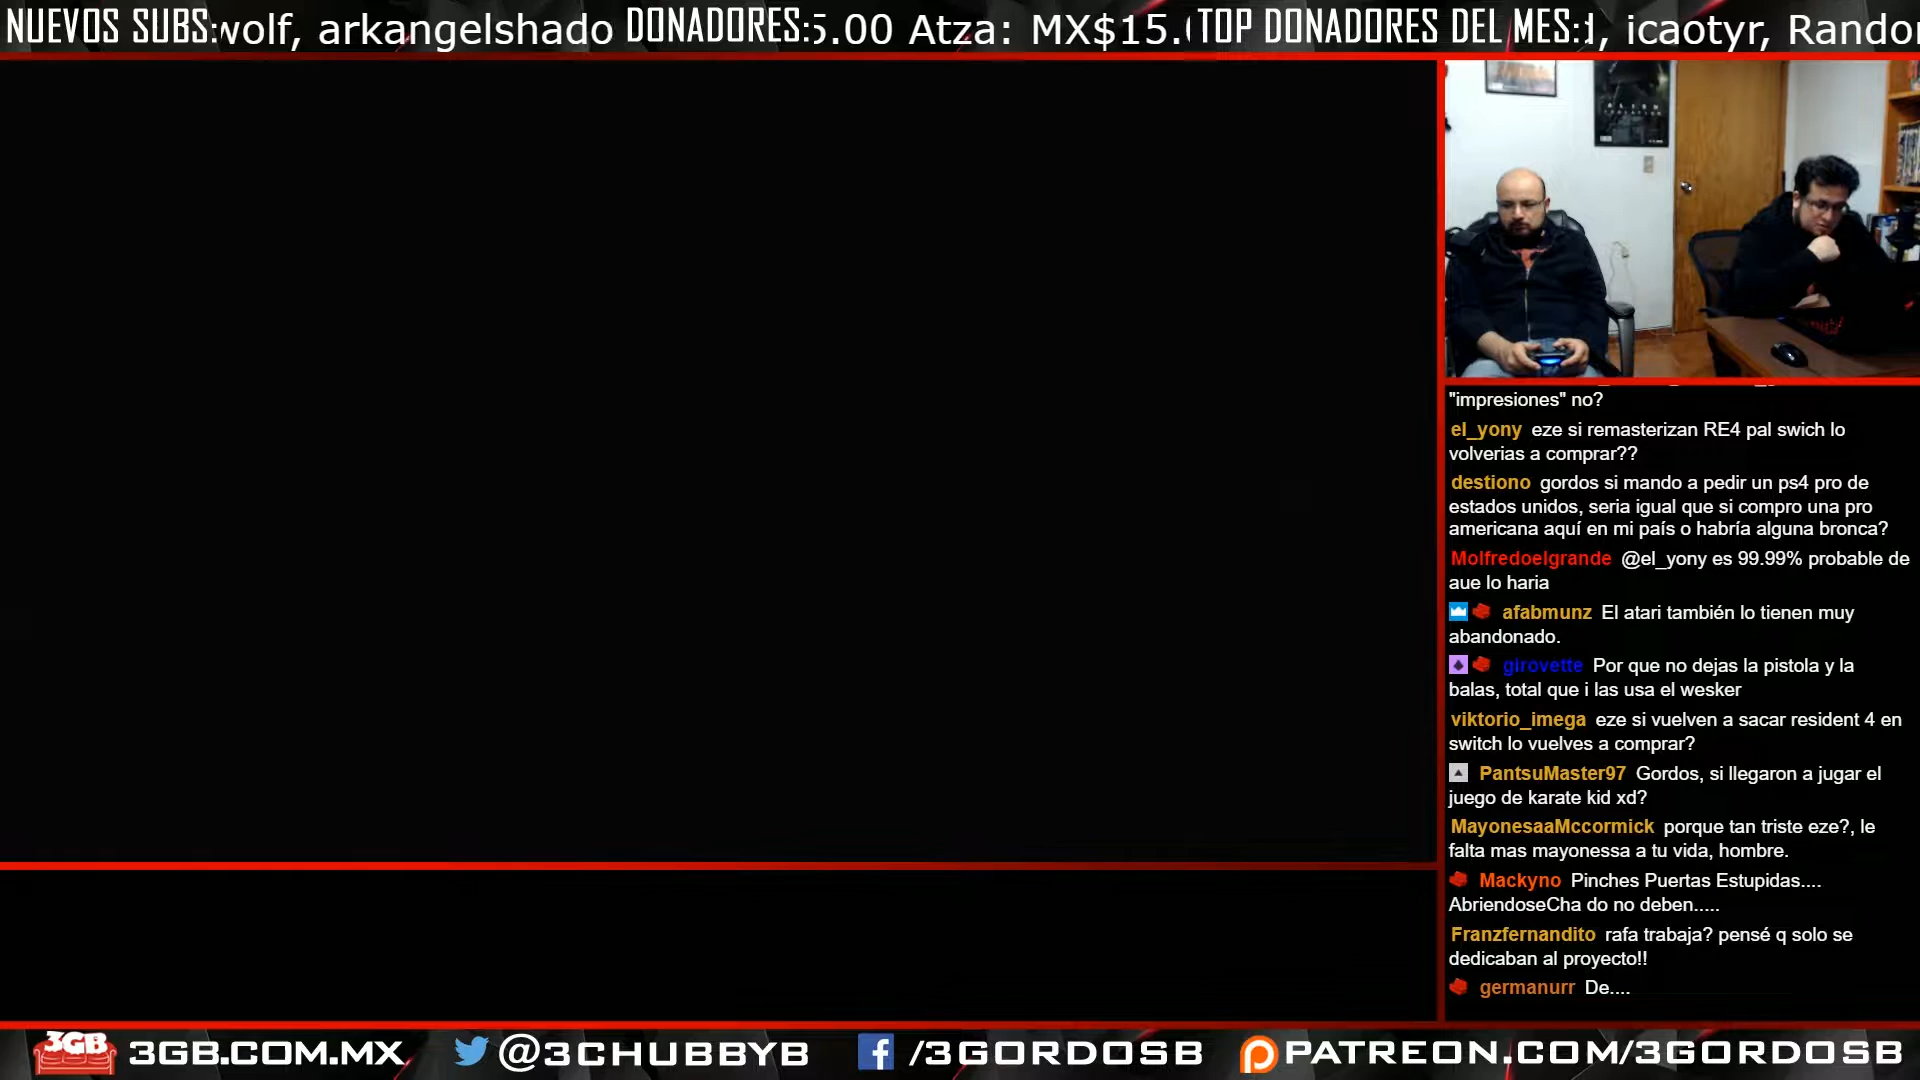 NUEVOS SUBS: wolf, arkangelshado DONADORES: 5.00 Atza: MX$15. TOP DONADORES DEL MES: icaotyr, Random
ALIEN
"impresiones" no?
el_yony eze si remasterizan RE4 pal swich lo
volverias a comprar??
destiono gordos si mando a pedir un ps4 pro de
estados unidos, seria igual que si compro una pro
americana aquí en mi país o habría alguna bronca?
Molfredoelgrande @el_yony es 99.99% probable de
aue lo haria
afabmunz El atari también lo tienen muy
abandonado.
girovette Por que no dejas la pistola y la
balas, total que i las usa el wesker
viktorio_imega eze si vuelven a sacar resident 4 en
switch lo vuelves a comprar?
PantsuMaster97 Gordos, si llegaron a jugar el
juego de karate kid xd?
MayonesaaMccormick porque tan triste eze?, le
falta mas mayonessa a tu vida, hombre.
Mackyno Pinches Puertas Estupidas....
AbriendoseCha do no deben.....
Franzfernandito rafa trabaja? pensé q solo se
dedicaban al proyecto!!
germanurr De....
3GB 3GB.COM.MX @3CHUBBYB /3GORDOSB PATREON.COM/3GORDOSB